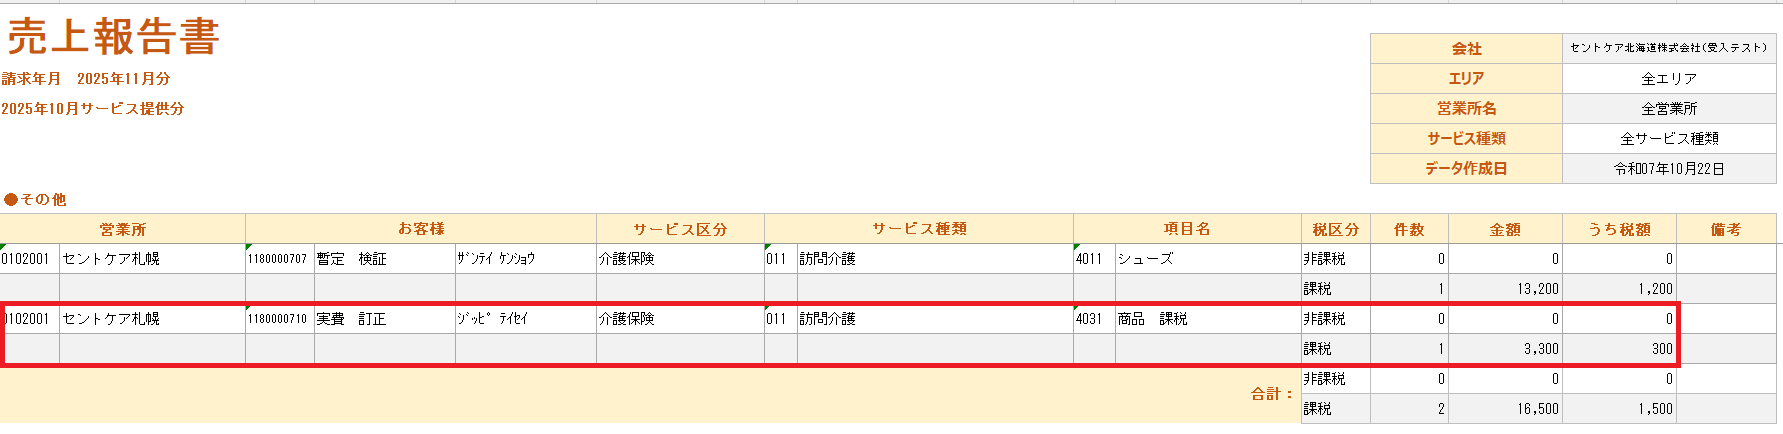 売上報告書
請求年月　2025年11月分
2025年10月サービス提供分
会社 セントケア北海道株式会社(受入テスト)
エリア 全エリア
営業所名 全営業所
サービス種類 全サービス種類
データ作成日 令和07年10月22日
●その他
営業所 お客様 サービス区分 サービス種類 項目名 税区分 件数 金額 うち税額 備考
0102001 セントケア札幌 1180000707 暫定　検証 ｻﾞﾝﾃｲ ｹﾝｼｮｳ 介護保険 011 訪問介護 4011 シューズ 非課税 0 0 0
課税 1 13,200 1,200
0102001 セントケア札幌 1180000710 実費　訂正 ｼﾞｯﾋﾟ ﾃｲｾｲ 介護保険 011 訪問介護 4031 商品　課税 非課税 0 0 0
課税 1 3,300 300
合計： 非課税 0 0 0
課税 2 16,500 1,500